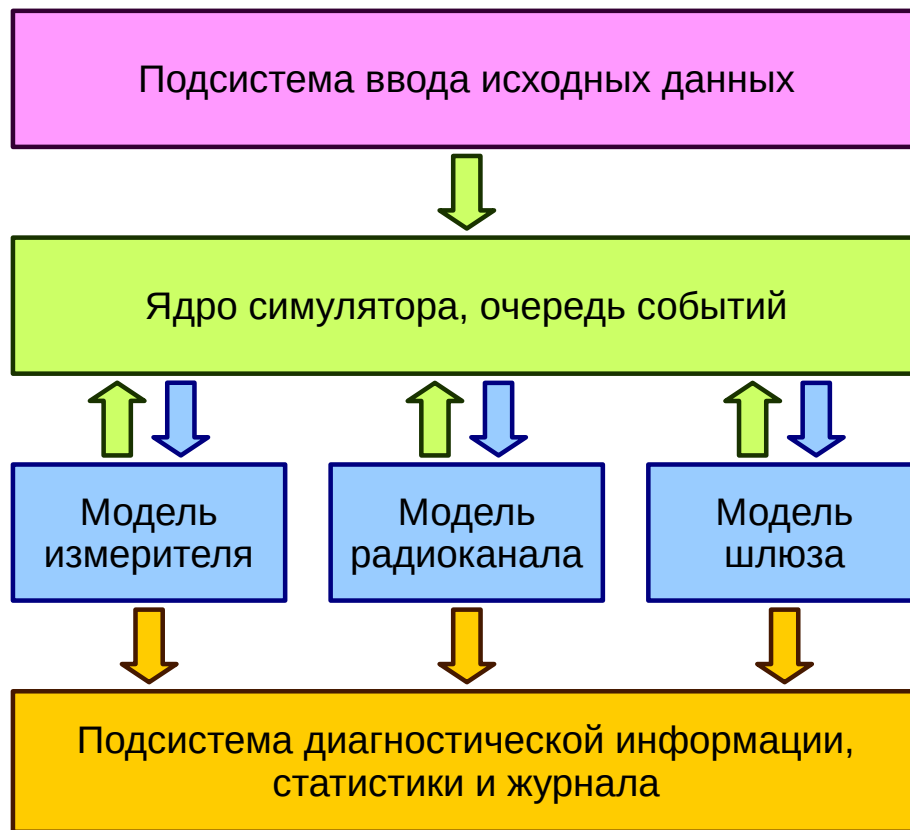 Подсистема ввода исходных данных
Ядро симулятора, очередь событий
Модель
измерителя
Модель
радиоканала
Модель
шлюза
Подсистема диагностической информации,
статистики и журнала